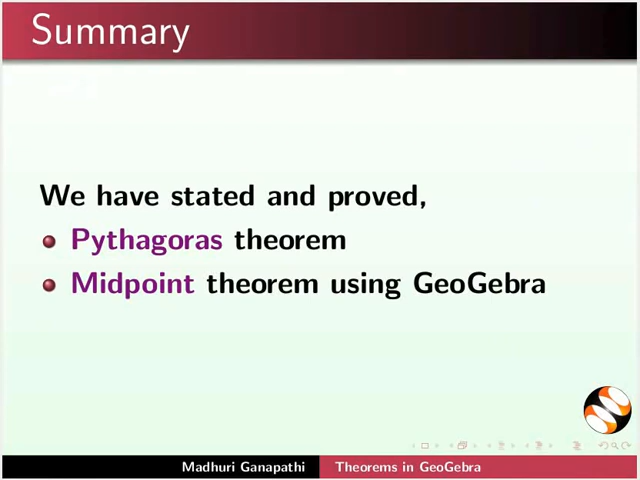 Summary
We have stated and proved,
Pythagoras theorem
Midpoint theorem using GeoGebra
Madhuri Ganapathi
Theorems in GeoGebra